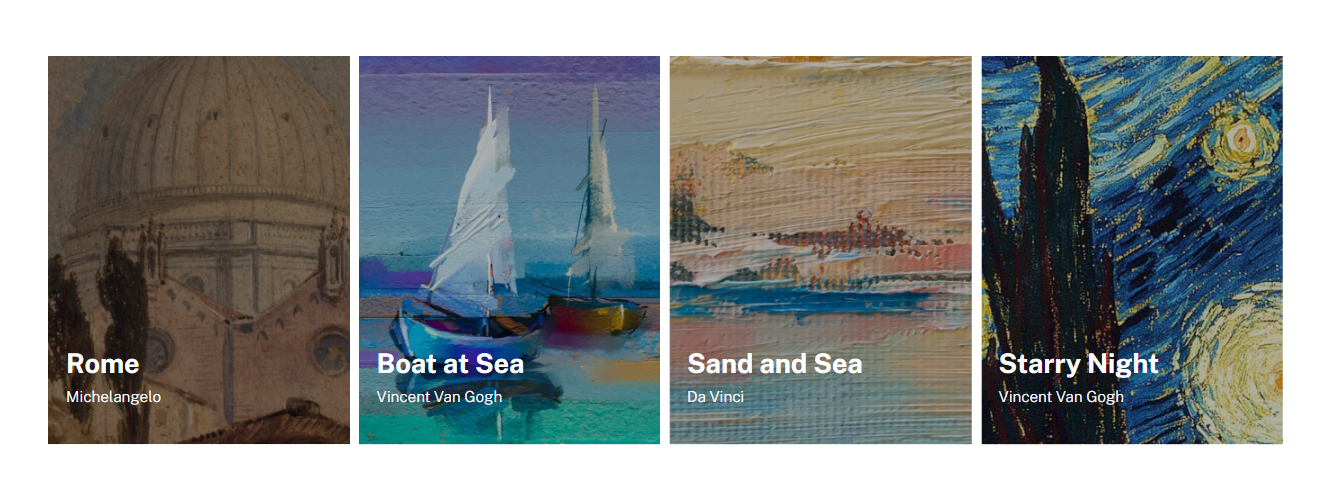 Rome
Michelangelo
Boat at Sea
Vincent Van Gogh
Sand and Sea
Da Vinci
Starry Night
Vincent Van Gogh